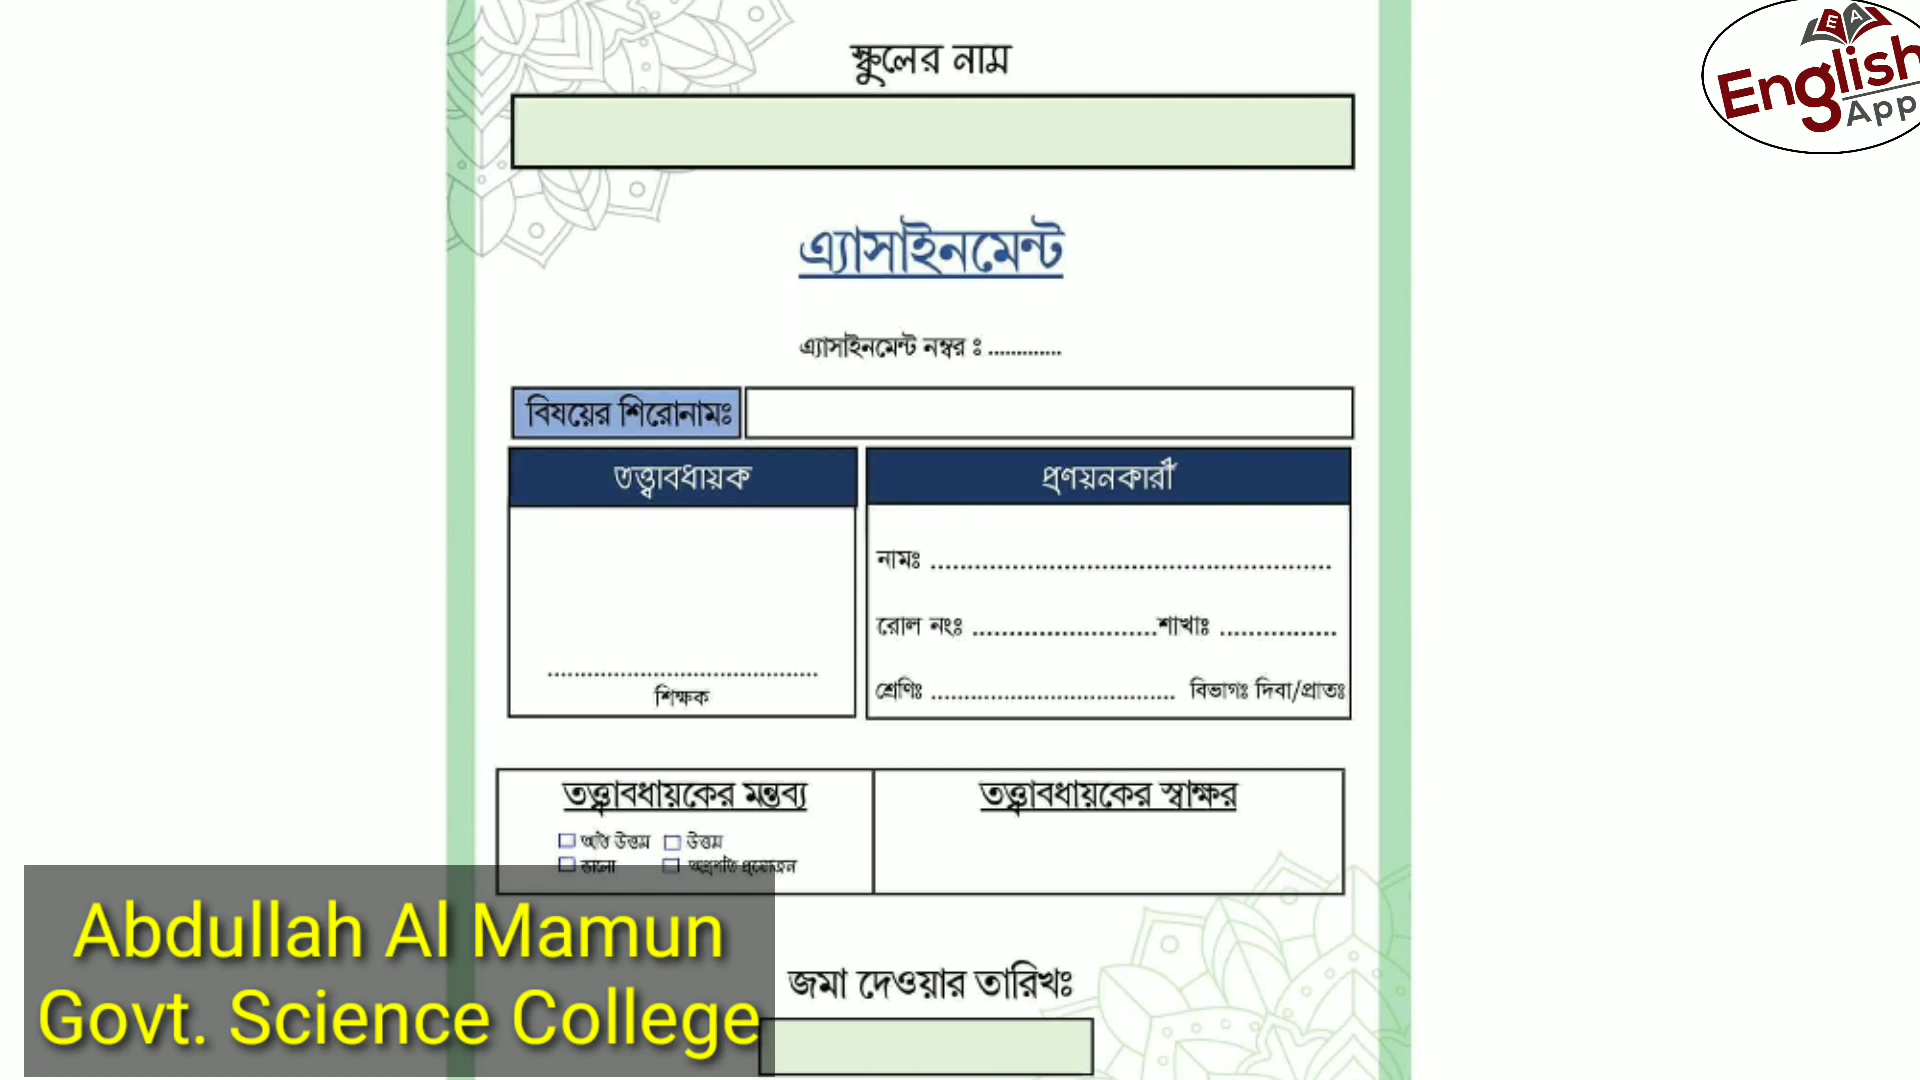 স্কুলের নাম
EA
English
App
এ্যাসাইনমেন্ট
এ্যাসাইনমেন্ট নম্বর ঃ .............
বিষয়ের শিরোনামঃ
তত্ত্বাবধায়ক
প্রণয়নকারী
নামঃ ......................................................
রোল নংঃ .........................শাখাঃ ................
শ্রেণিঃ ................................. বিভাগঃ দিবা/প্রাতঃ
.....................................
শিক্ষক
তত্ত্বাবধায়কের মন্তব্য
তত্ত্বাবধায়কের স্বাক্ষর
অতি উত্তম
উত্তম
ভালো
অগ্রগতি প্রয়োজন
Abdullah Al Mamun
Govt. Science College
জমা দেওয়ার তারিখঃ